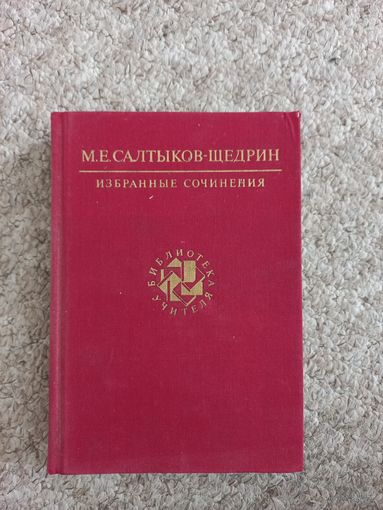 М.Е.САЛТЫКОВ-ЩЕДРИН
ИЗБРАННЫЕ СОЧИНЕНИЯ
БИБЛИОТЕКА
УЧИТЕЛЯ